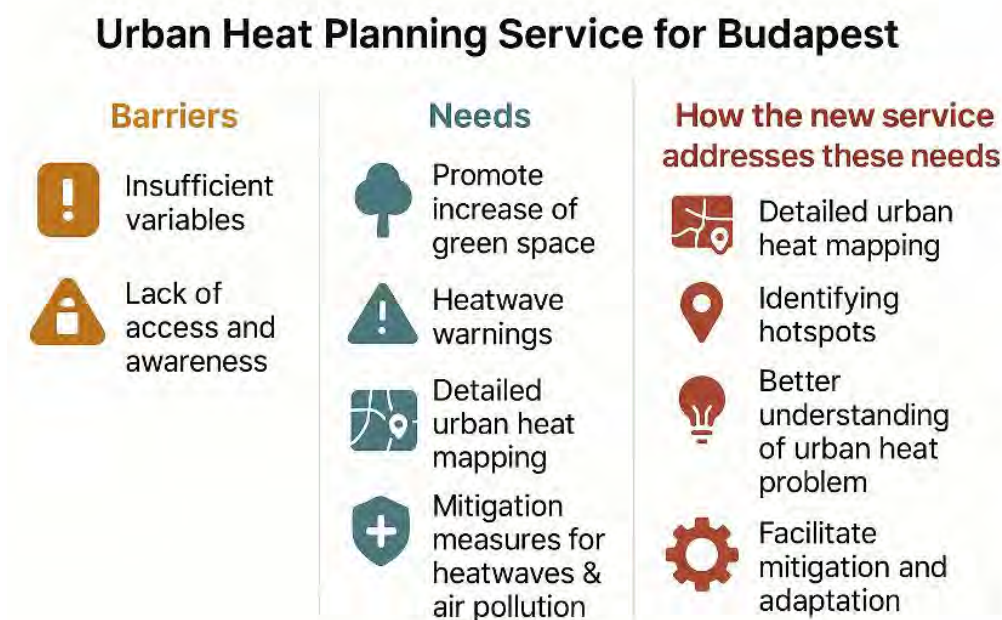 Urban Heat Planning Service for Budapest
Barriers
Insufficient
variables
Lack of
access and
awareness
Needs
Promote
increase of
green space
Heatwave
warnings
Detailed
urban heat
mapping
Mitigation
measures for
heatwaves &
air pollution
How the new service
addresses these needs
Detailed urban
heat mapping
Identifying
hotspots
Better
understanding
of urban heat
problem
Facilitate
mitigation and
adaptation